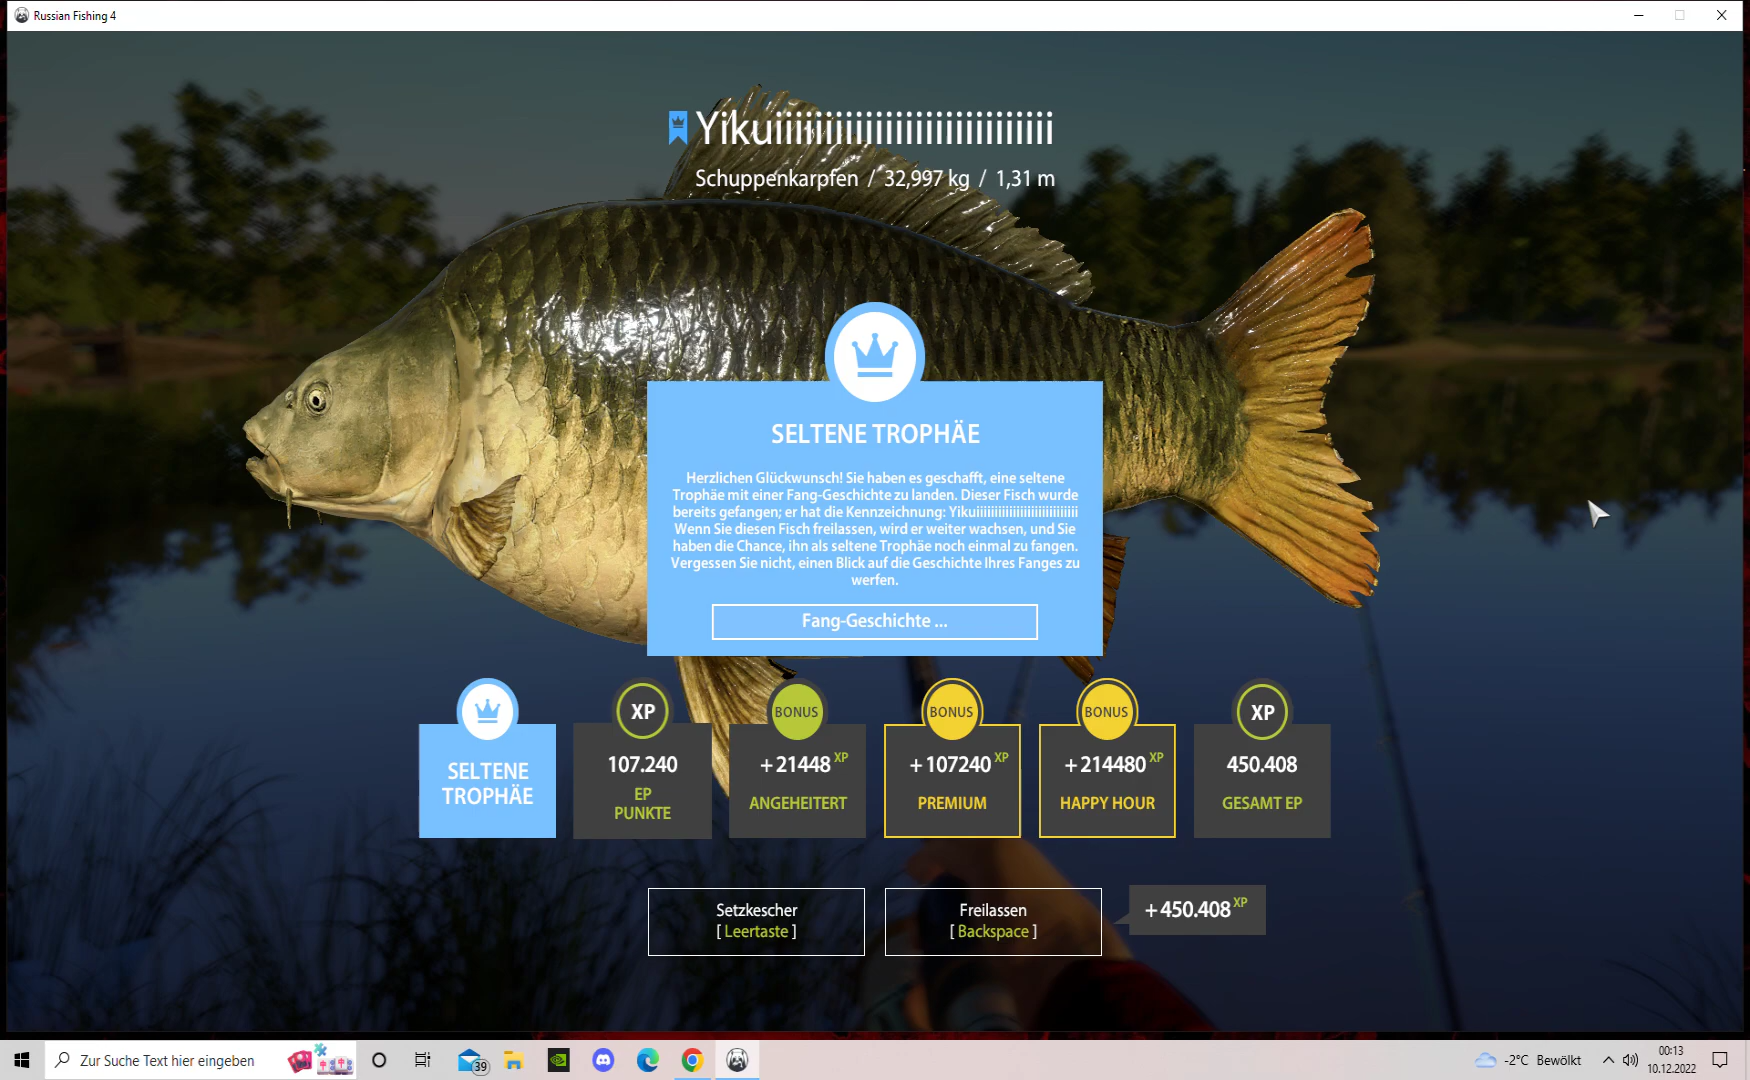 Russian Fishing 4
Yikuiiiiiiiiiiiiiiiiiiiiiiiiiiii
Schuppenkarpfen / 32,997 kg / 1,31 m
SELTENE TROPHÄE
Herzlichen Glückwunsch! Sie haben es geschafft, eine seltene
Trophäe mit einer Fang-Geschichte zu landen. Dieser Fisch wurde
bereits gefangen; er hat die Kennzeichnung: Yikuiiiiiiiiiiiiiiiiiiiiiiiiiiii
Wenn Sie diesen Fisch freilassen, wird er weiter wachsen, und Sie
haben die Chance, ihn als seltene Trophäe noch einmal zu fangen.
Vergessen Sie nicht, einen Blick auf die Geschichte Ihres Fanges zu
werfen.
Fang-Geschichte ...
SELTENE
TROPHÄE
XP
107.240
EP
PUNKTE
BONUS
+21448 XP
ANGEHEITERT
BONUS
+107240 XP
PREMIUM
BONUS
+214480 XP
HAPPY HOUR
XP
450.408
GESAMT EP
Setzkescher
[ Leertaste ]
Freilassen
[ Backspace ]
+450.408 XP
Zur Suche Text hier eingeben
39
-2°C Bewölkt
00:13
10.12.2022